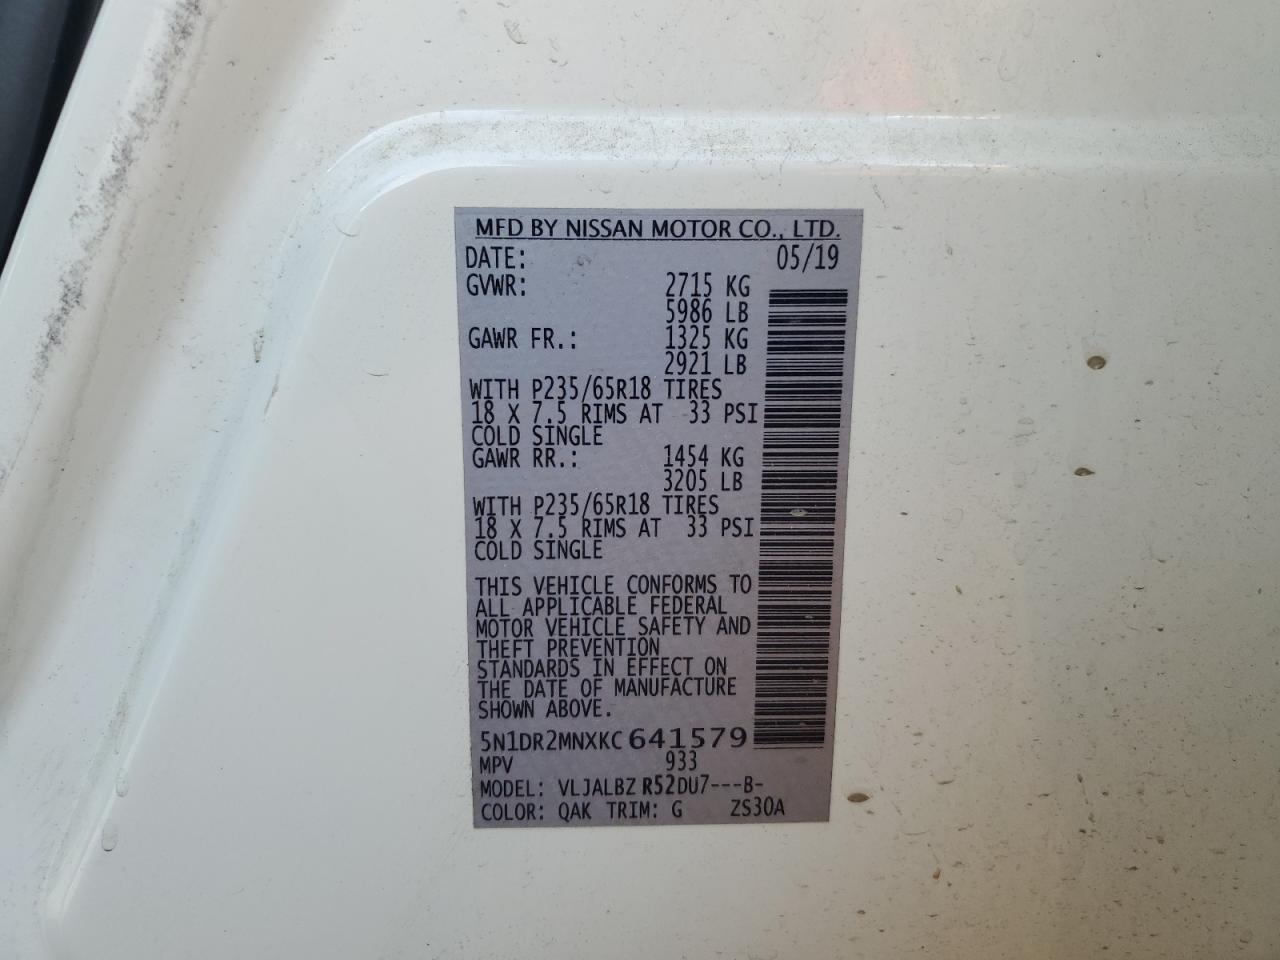 MFD BY NISSAN MOTOR CO., LTD.
DATE: 05/19
GVWR: 2715 KG
5986 LB
GAWR FR.: 1325 KG
2921 LB
WITH P235/65R18 TIRES
18 X 7.5 RIMS AT 33 PSI
COLD SINGLE
GAWR RR.: 1454 KG
3205 LB
WITH P235/65R18 TIRES
18 X 7.5 RIMS AT 33 PSI
COLD SINGLE
THIS VEHICLE CONFORMS TO
ALL APPLICABLE FEDERAL
MOTOR VEHICLE SAFETY AND
THEFT PREVENTION
STANDARDS IN EFFECT ON
THE DATE OF MANUFACTURE
SHOWN ABOVE.
5N1DR2MNXKC641579
MPV 933
MODEL: VLJALBZ R52DU7---B-
COLOR: QAK TRIM: G ZS30A